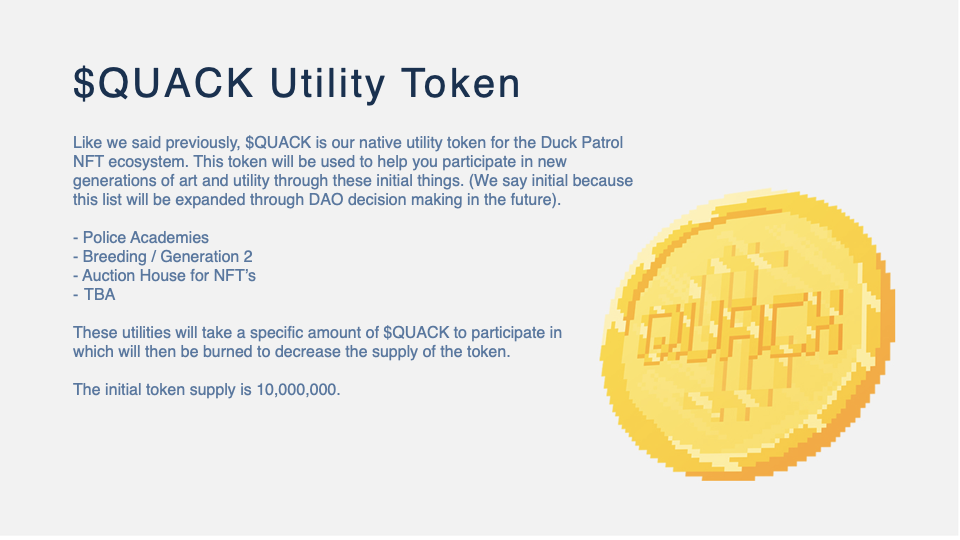 $QUACK Utility Token
Like we said previously, $QUACK is our native utility token for the Duck Patrol
NFT ecosystem. This token will be used to help you participate in new
generations of art and utility through these initial things. (We say initial because
this list will be expanded through DAO decision making in the future).
- Police Academies
- Breeding / Generation 2
- Auction House for NFT's
- TBA
These utilities will take a specific amount of $QUACK to participate in
which will then be burned to decrease the supply of the token.
The initial token supply is 10,000,000.
QUACK